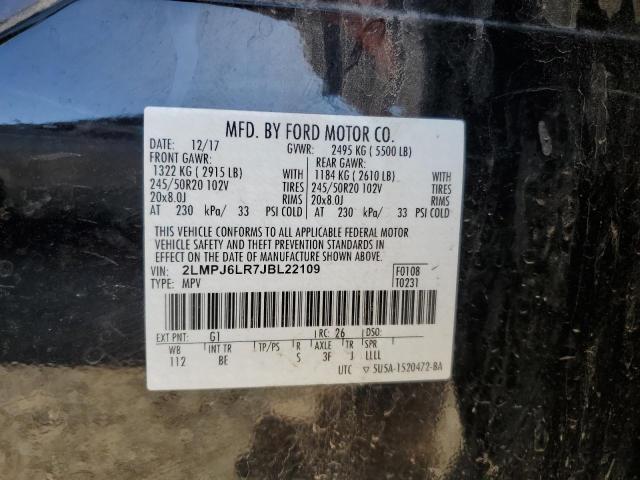 MFD. BY FORD MOTOR CO.
DATE: 12/17 GVWR: 2495 KG ( 5500 LB)
FRONT GAWR: REAR GAWR:
1322 KG ( 2915 LB) WITH 1184 KG ( 2610 LB) WITH
245/50R20 102V TIRES 245/50R20 102V TIRES
20x8.0J RIMS 20x8.0J RIMS
AT 230 kPa/ 33 PSI COLD AT 230 kPa/ 33 PSI COLD
THIS VEHICLE CONFORMS TO ALL APPLICABLE FEDERAL MOTOR
VEHICLE SAFETY AND THEFT PREVENTION STANDARDS IN
EFFECT ON THE DATE OF MANUFACTURE SHOWN ABOVE.
VIN: 2LMPJ6LR7JBL22109 F0108
TYPE: MPV T0231
EXT PNT: G1 RC: 26 DSO:
WB INT TR TP/PS R AXLE TR SPR
112 BE S 3F J LLLL
UTC ▽ 5U5A-1520472-BA